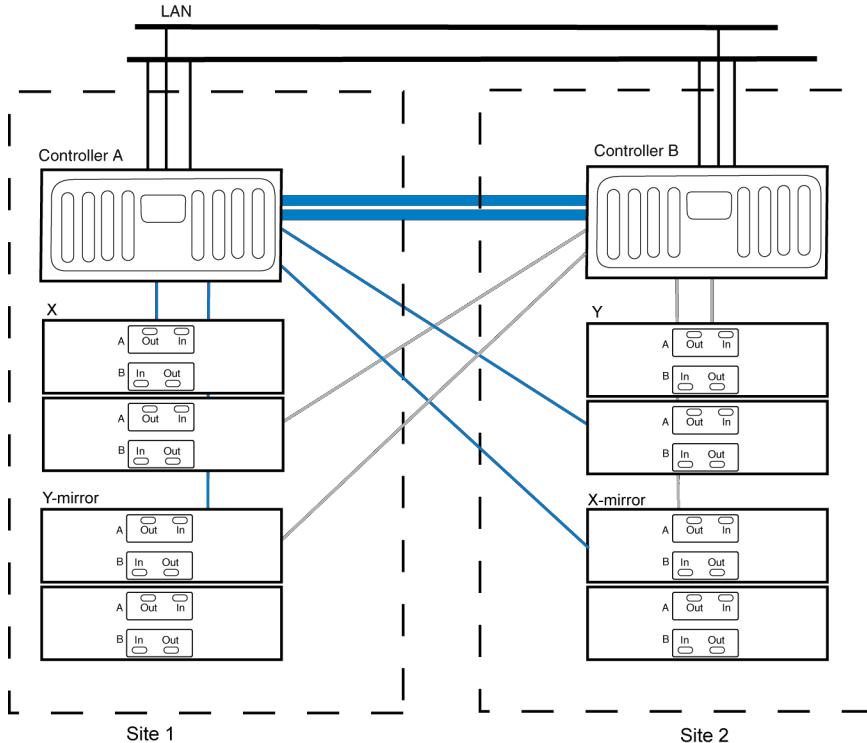 LAN
Controller A
Controller B
X
A Out In
B In Out
A Out In
B In Out
Y-mirror
A Out In
B In Out
A Out In
B In Out
Y
A Out In
B In Out
A Out In
B In Out
X-mirror
A Out In
B In Out
A Out In
B In Out
Site 1
Site 2